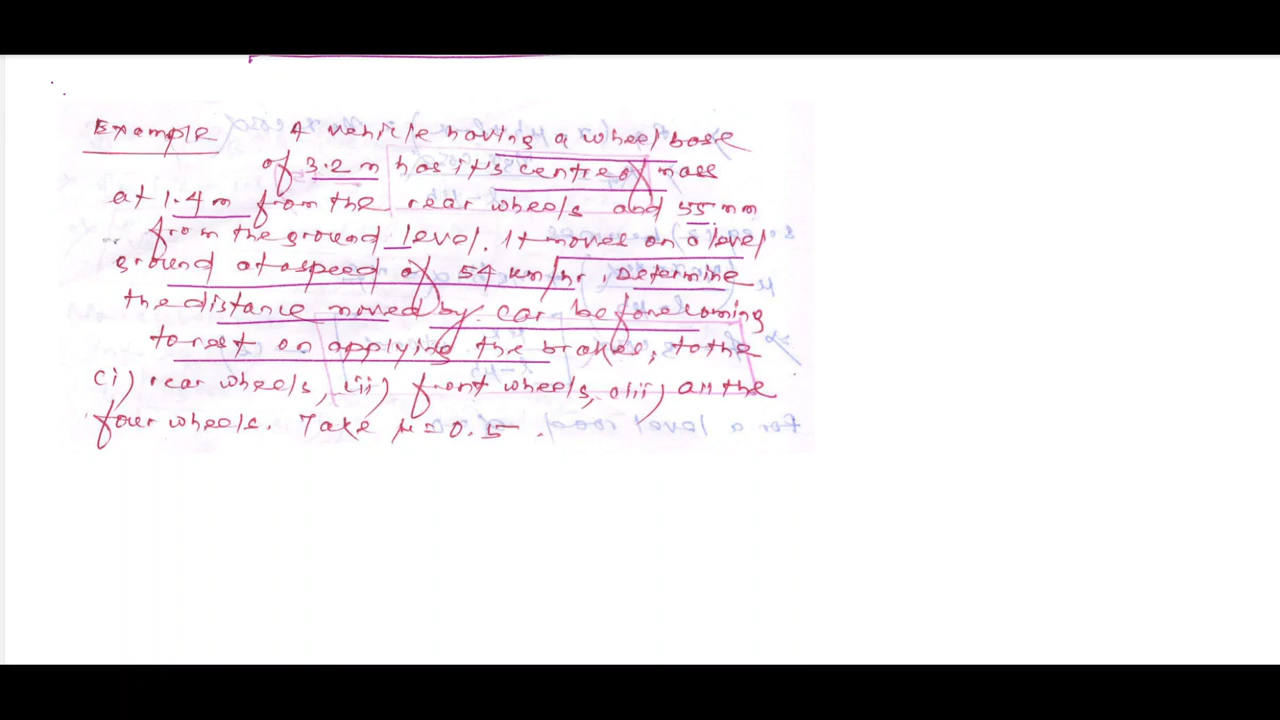 Example A vehicle having a wheel base
of 3.2 m has it's centre of mass
at 1.4 m from the rear wheels and 55 mm
from the ground level. It moves on a level
ground at a speed of 54 km/hr. Determine
the distance moved by car before coming
to rest on applying the brakes, to the
(i) rear wheels, (ii) front wheels, (iii) all the
four wheels. Take μ = 0.5.